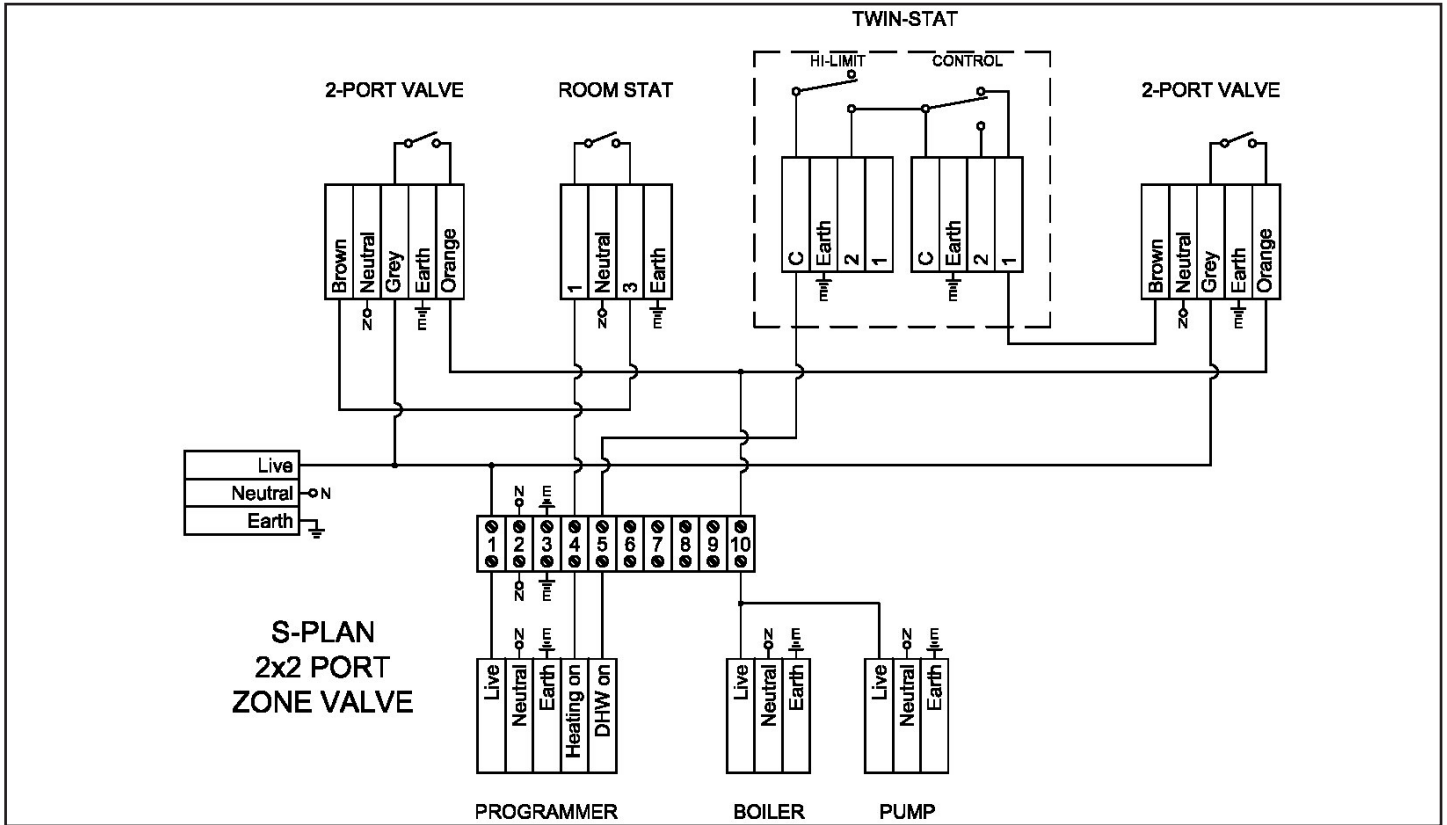 TWIN-STAT
HI-LIMIT CONTROL
2-PORT VALVE ROOM STAT 2-PORT VALVE
Brown Neutral Grey Earth Orange
N E
1 Neutral 3 Earth
N E
C Earth 2 1
E
C Earth 2 1
E
Brown Neutral Grey Earth Orange
N E
Live
Neutral N
Earth
N E
1 2 3 4 5 6 7 8 9 10
N E
S-PLAN
2x2 PORT
ZONE VALVE
N E
Live Neutral Earth Heating on DHW on
N E
Live Neutral Earth
N E
Live Neutral Earth
PROGRAMMER BOILER PUMP